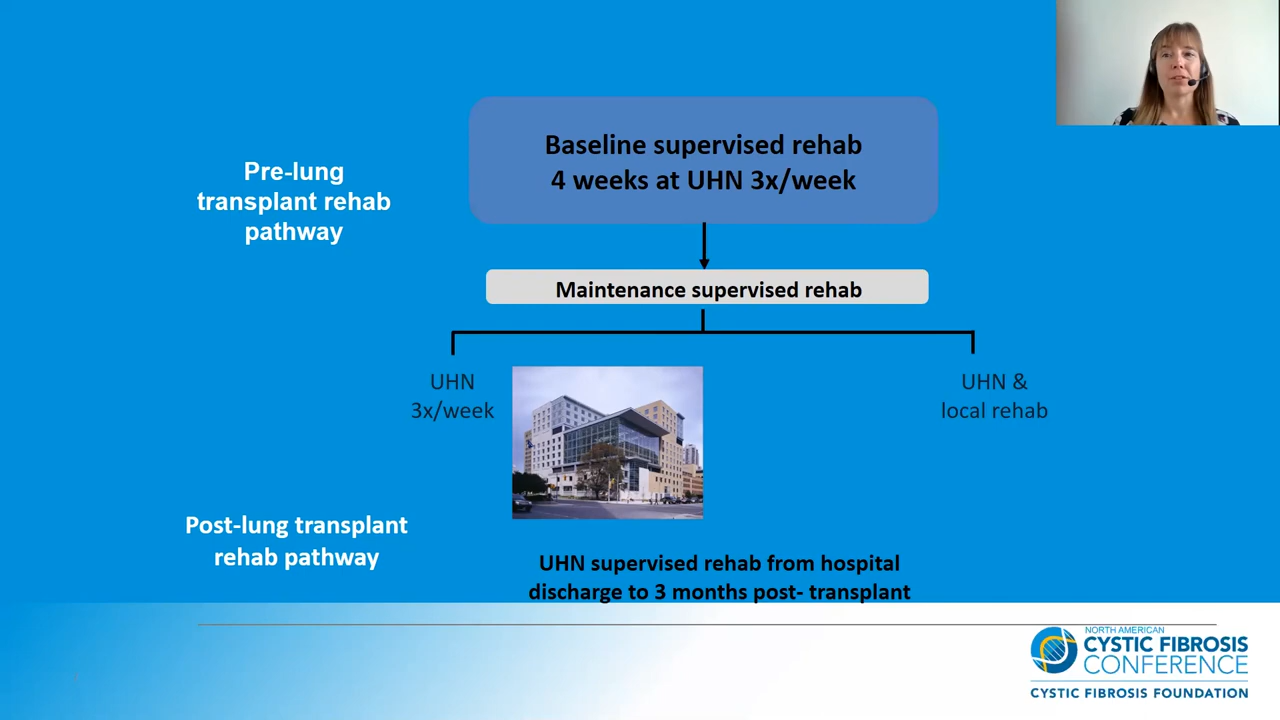 Pre-lung
transplant rehab
pathway
Baseline supervised rehab
4 weeks at UHN 3x/week
Maintenance supervised rehab
UHN
3x/week
UHN &
local rehab
Post-lung transplant
rehab pathway
UHN supervised rehab from hospital
discharge to 3 months post- transplant
NORTH AMERICAN
CYSTIC FIBROSIS
CONFERENCE
CYSTIC FIBROSIS FOUNDATION